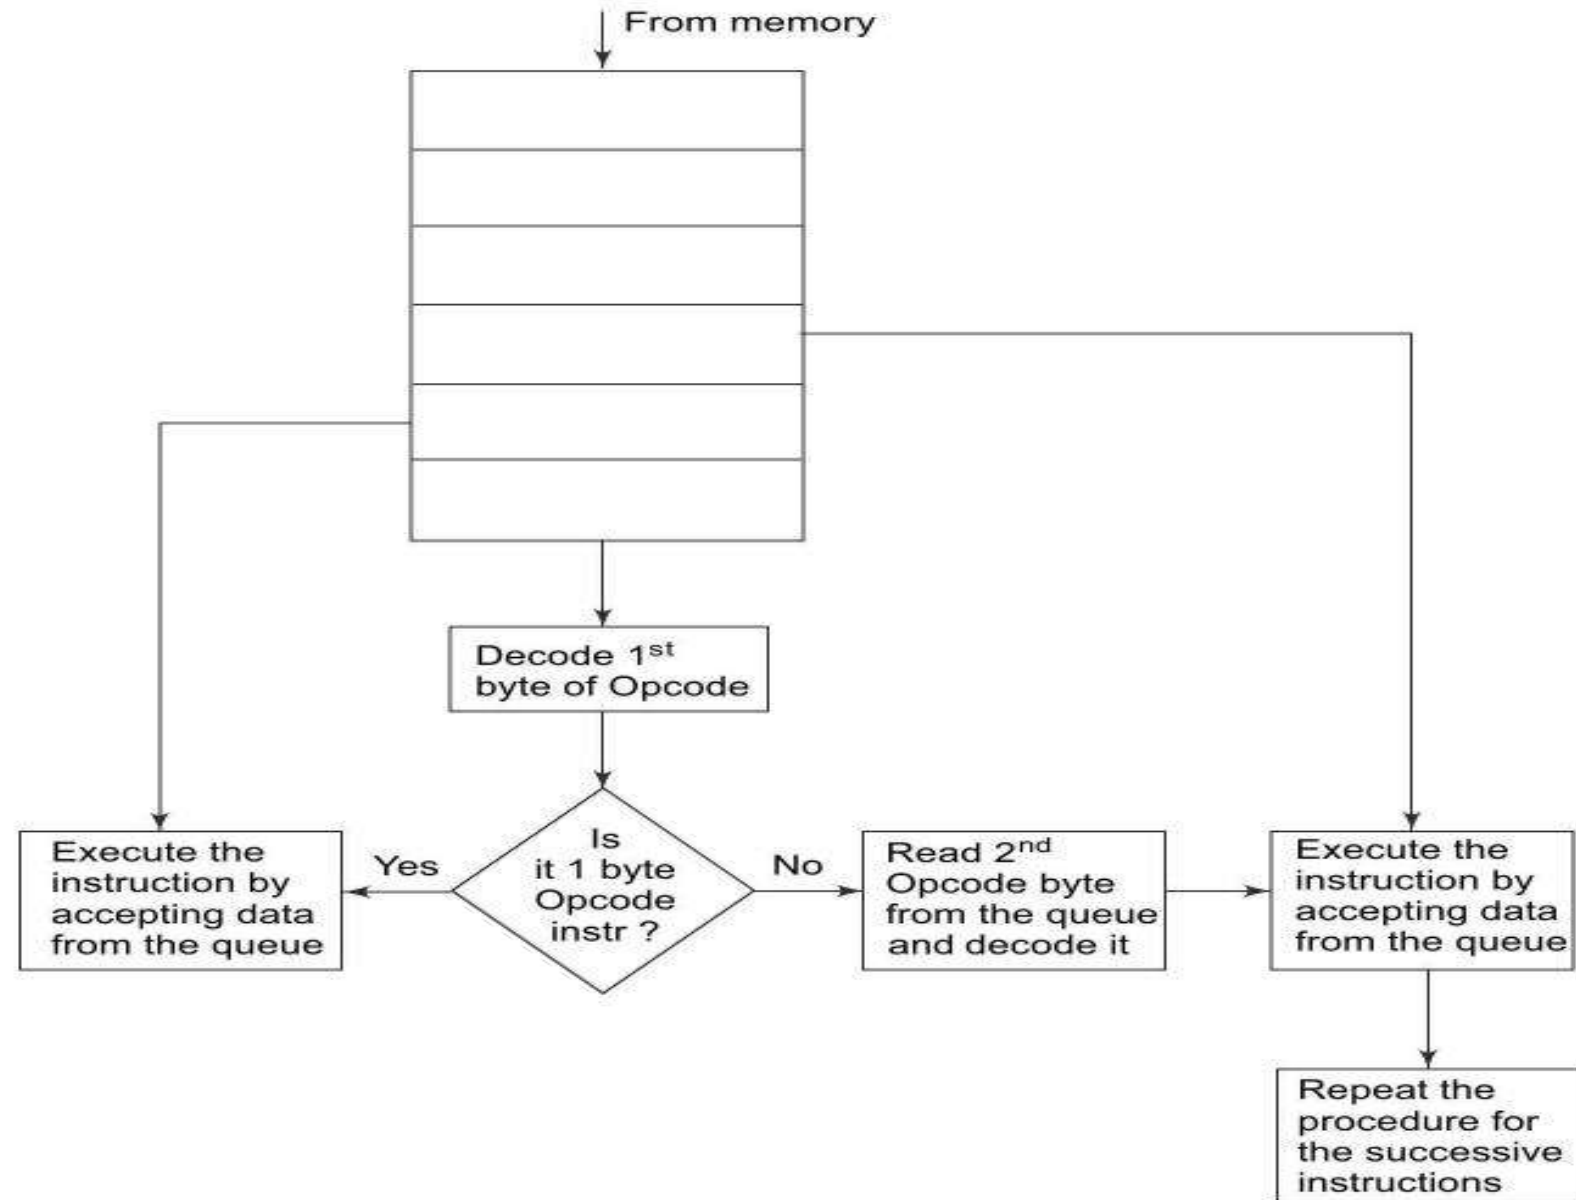 From memory
Decode 1st
byte of Opcode
Execute the
instruction by
accepting data
from the queue
Yes
Is
it 1 byte
Opcode
instr ?
No
Read 2nd
Opcode byte
from the queue
and decode it
Execute the
instruction by
accepting data
from the queue
Repeat the
procedure for
the successive
instructions